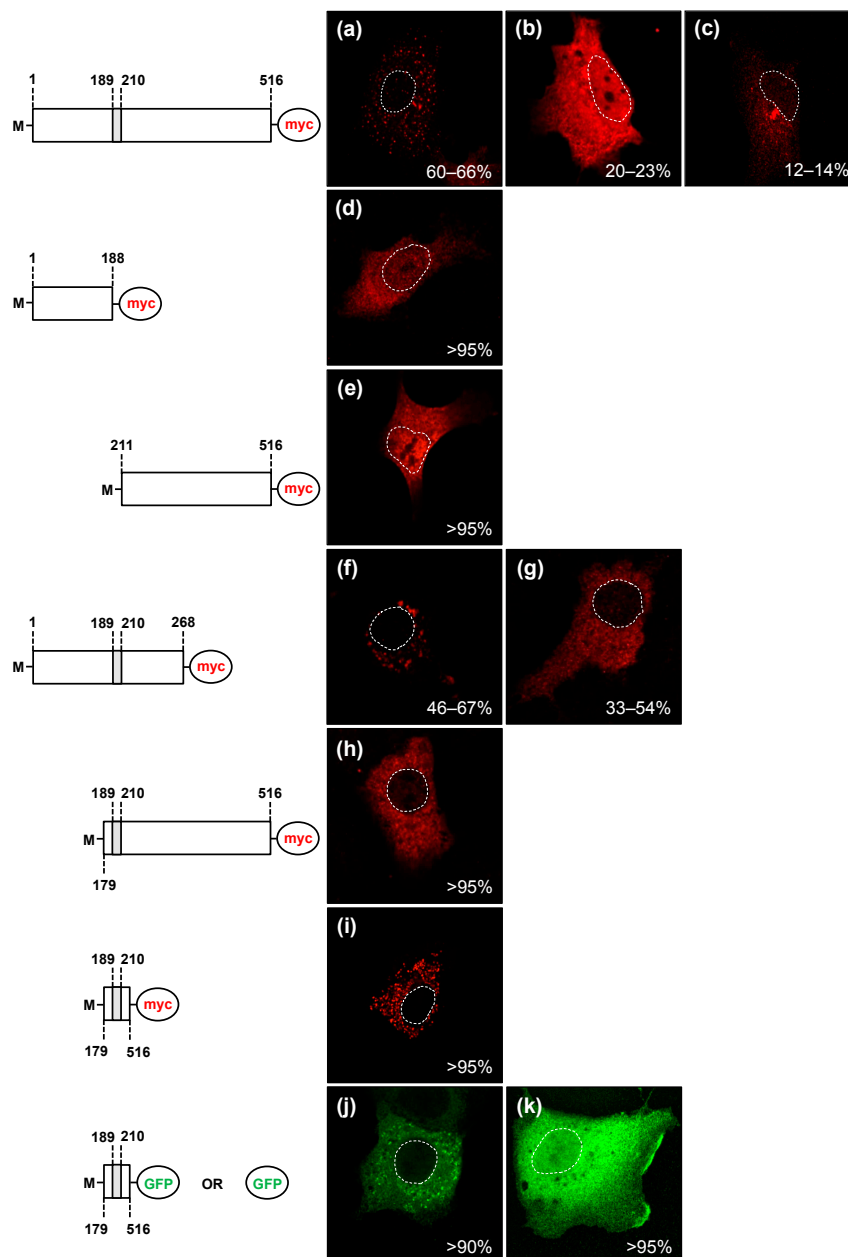 (a) (b) (c)
1 189 210 516
M myc
60–66% 20–23% 12–14%
(d)
1 188
M myc
>95%
(e)
211 516
M myc
>95%
(f) (g)
1 189 210 268
M myc
46–67% 33–54%
(h)
189 210 516
M myc
179
>95%
(i)
189 210
M myc
179 516
>95%
(j) (k)
189 210
M GFP OR GFP
179 516
>90% >95%